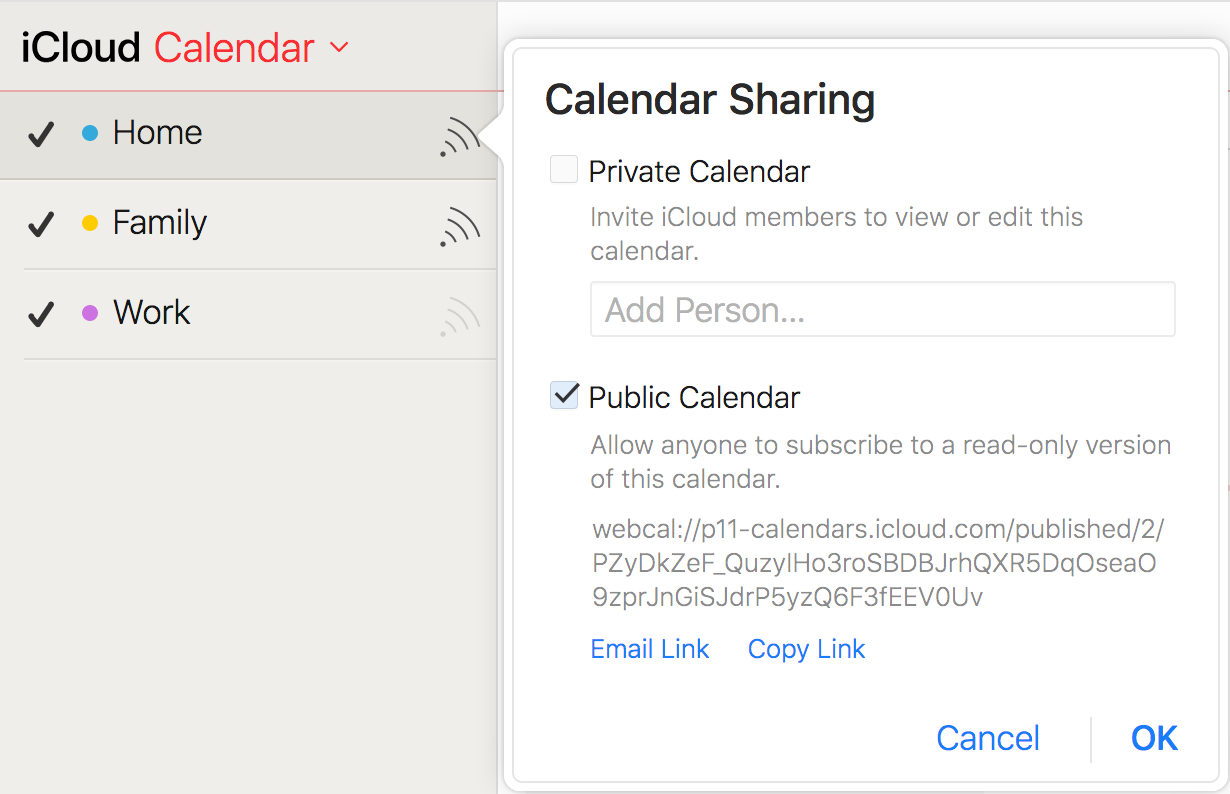 iCloud Calendar
Home
Family
Work
Calendar Sharing
Private Calendar
Invite iCloud members to view or edit this
calendar.
Add Person...
Public Calendar
Allow anyone to subscribe to a read-only version
of this calendar.
webcal://p11-calendars.icloud.com/published/2/
PZyDkZeF_QuzylHo3roSBDBJrhQXR5DqOseaO
9zprJnGiSJdrP5yzQ6F3fEEV0Uv
Email Link Copy Link
Cancel OK